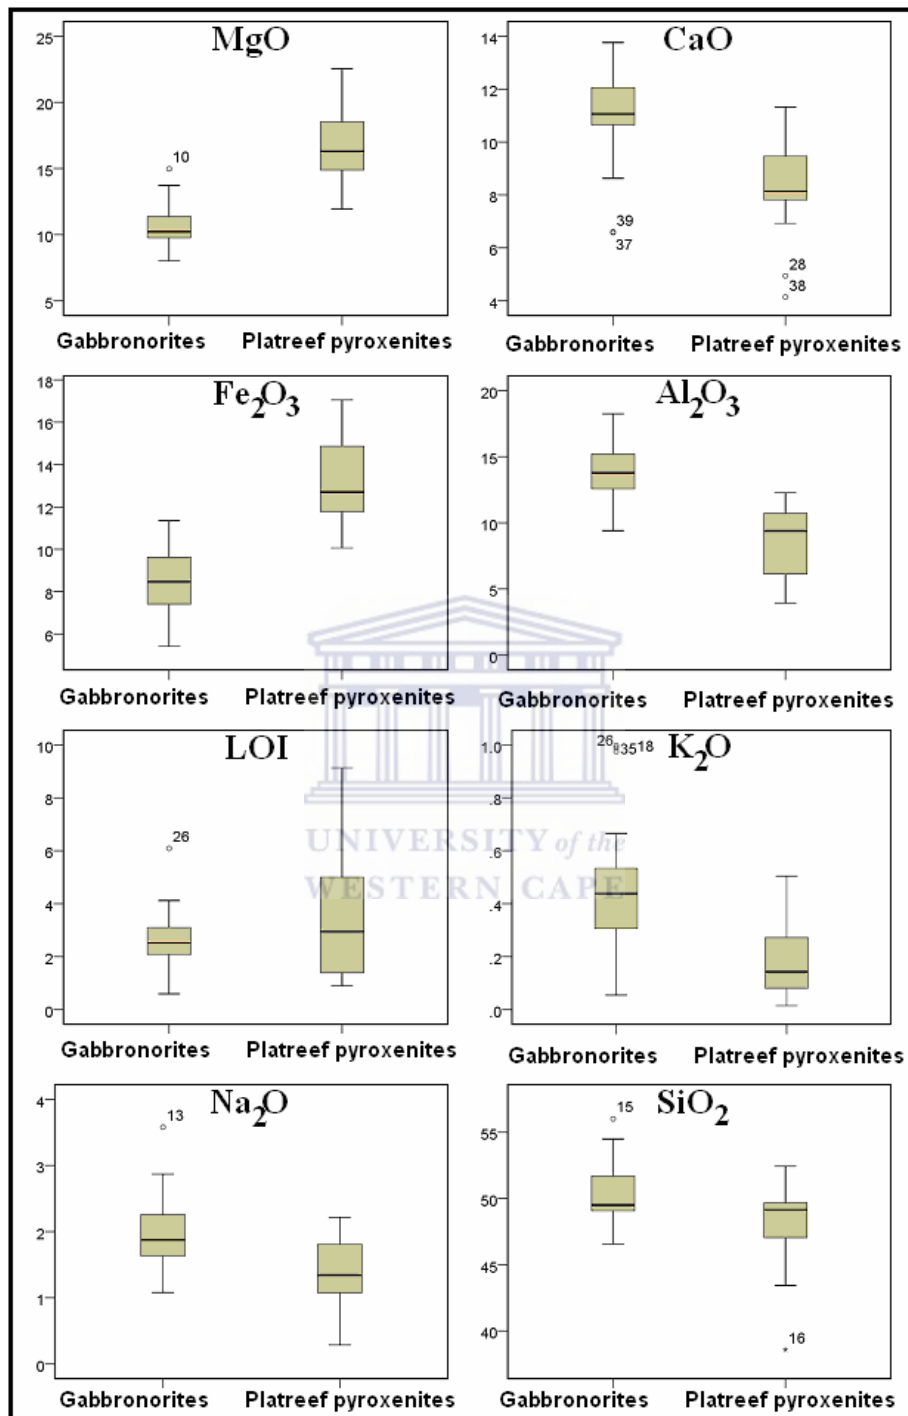 MgO
25
20
15
10
5
10
Gabbronorites Platreef pyroxenites
CaO
14
12
10
8
6
4
39
37
28
38
Gabbronorites Platreef pyroxenites
Fe2O3
18
16
14
12
10
8
6
Gabbronorites Platreef pyroxenites
Al2O3
20
15
10
5
0
Gabbronorites Platreef pyroxenites
LOI
10
8
6
4
2
0
26
Gabbronorites Platreef pyroxenites
K2O
1.0
.8
.6
.4
.2
.0
26 35 18
Gabbronorites Platreef pyroxenites
UNIVERSITY of the
WESTERN CAPE
Na2O
4
3
2
1
0
13
Gabbronorites Platreef pyroxenites
SiO2
55
50
45
40
15
16
Gabbronorites Platreef pyroxenites